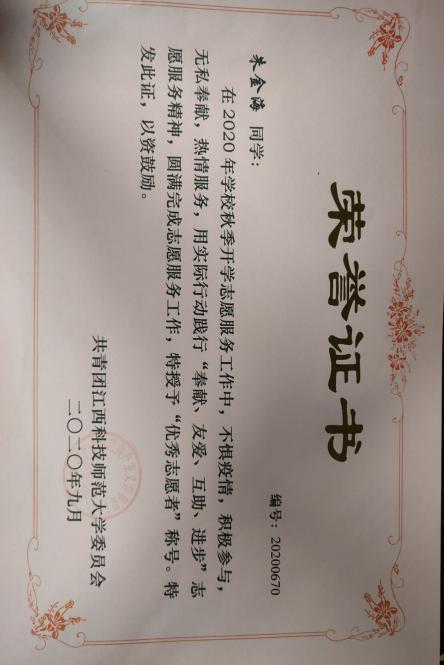 荣誉证书
编号：20200670
朱金海 同学：
在2020年学校秋季开学志愿服务工作中，不惧疫情，积极参与，
无私奉献，热情服务，用实际行动践行“奉献、友爱、互助、进步”志
愿服务精神，圆满完成志愿服务工作，特授予“优秀志愿者”称号。特
发此证，以资鼓励。
共青团江西科技师范大学委员会
二〇二〇年九月